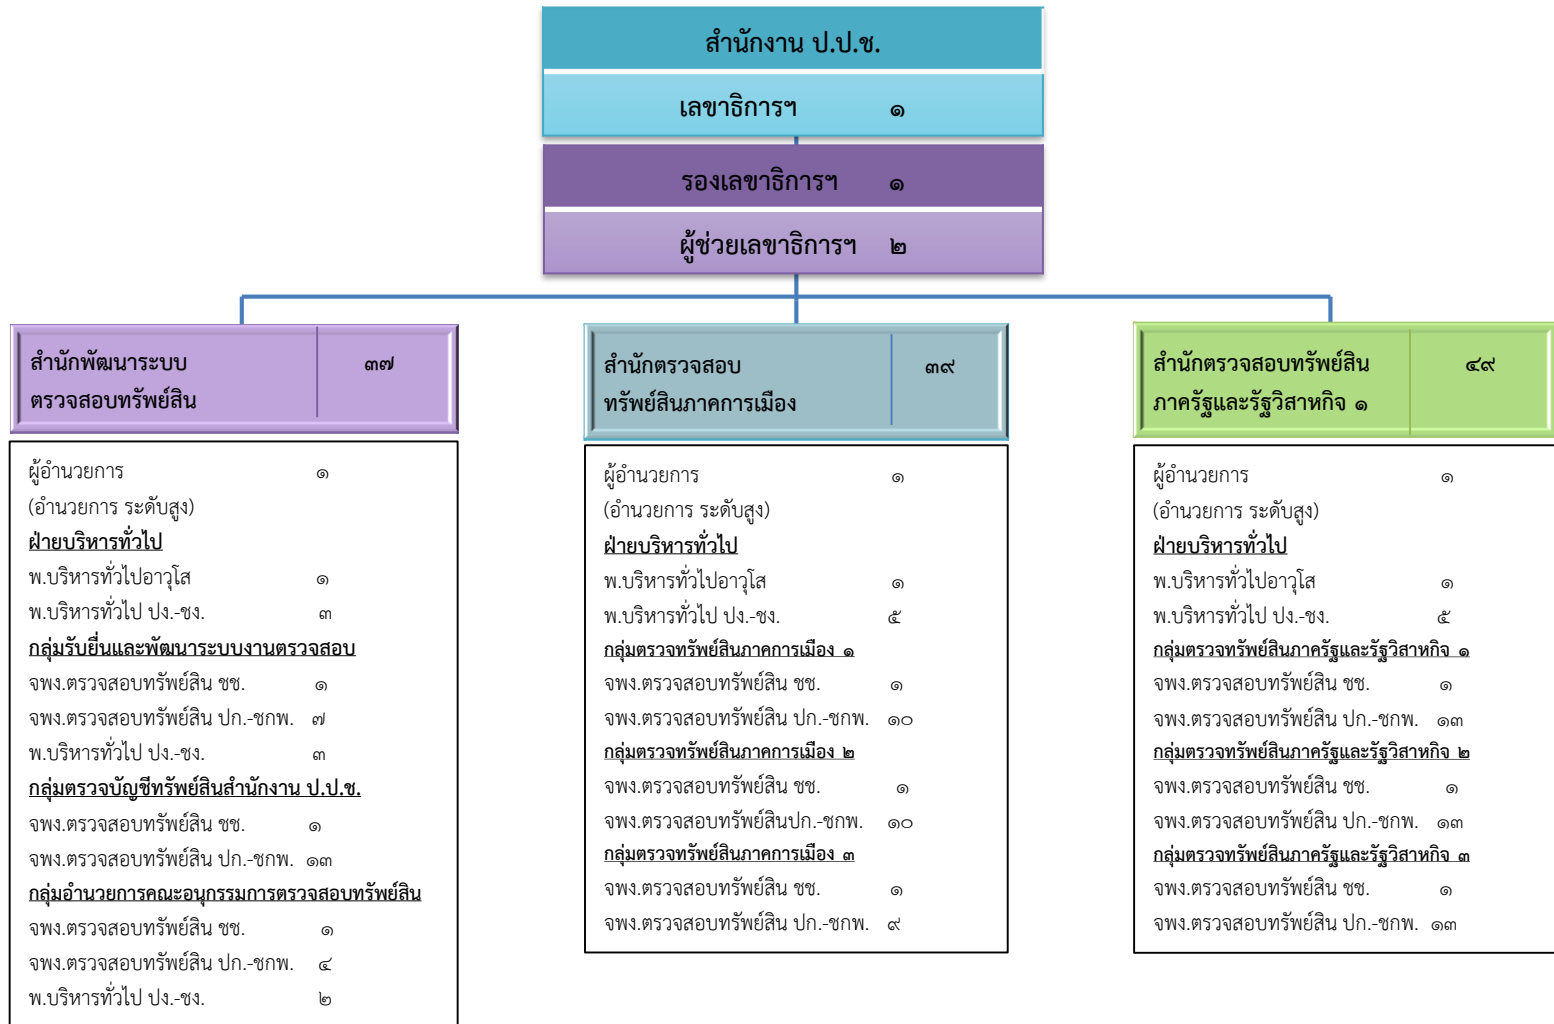 สำนักงาน ป.ป.ช.
เลขาธิการฯ ๑
รองเลขาธิการฯ ๑
ผู้ช่วยเลขาธิการฯ ๒
สำนักพัฒนาระบบ ๓๗
ตรวจสอบทรัพย์สิน
ผู้อำนวยการ ๑
(อำนวยการ ระดับสูง)
ฝ่ายบริหารทั่วไป
พ.บริหารทั่วไปอาวุโส ๑
พ.บริหารทั่วไป ปง.-ชง. ๓
กลุ่มรับยื่นและพัฒนาระบบงานตรวจสอบ
จพง.ตรวจสอบทรัพย์สิน ชช. ๑
จพง.ตรวจสอบทรัพย์สิน ปก.-ชกพ. ๗
พ.บริหารทั่วไป ปง.-ชง. ๓
กลุ่มตรวจบัญชีทรัพย์สินสำนักงาน ป.ป.ช.
จพง.ตรวจสอบทรัพย์สิน ชช. ๑
จพง.ตรวจสอบทรัพย์สิน ปก.-ชกพ. ๑๓
กลุ่มอำนวยการคณะอนุกรรมการตรวจสอบทรัพย์สิน
จพง.ตรวจสอบทรัพย์สิน ชช. ๑
จพง.ตรวจสอบทรัพย์สิน ปก.-ชกพ. ๔
พ.บริหารทั่วไป ปง.-ชง. ๒
สำนักตรวจสอบ ๓๙
ทรัพย์สินภาคการเมือง
ผู้อำนวยการ ๑
(อำนวยการ ระดับสูง)
ฝ่ายบริหารทั่วไป
พ.บริหารทั่วไปอาวุโส ๑
พ.บริหารทั่วไป ปง.-ชง. ๕
กลุ่มตรวจทรัพย์สินภาคการเมือง ๑
จพง.ตรวจสอบทรัพย์สิน ชช. ๑
จพง.ตรวจสอบทรัพย์สิน ปก.-ชกพ. ๑๐
กลุ่มตรวจทรัพย์สินภาคการเมือง ๒
จพง.ตรวจสอบทรัพย์สิน ชช. ๑
จพง.ตรวจสอบทรัพย์สินปก.-ชกพ. ๑๐
กลุ่มตรวจทรัพย์สินภาคการเมือง ๓
จพง.ตรวจสอบทรัพย์สิน ชช. ๑
จพง.ตรวจสอบทรัพย์สิน ปก.-ชกพ. ๙
สำนักตรวจสอบทรัพย์สิน ๔๙
ภาครัฐและรัฐวิสาหกิจ ๑
ผู้อำนวยการ ๑
(อำนวยการ ระดับสูง)
ฝ่ายบริหารทั่วไป
พ.บริหารทั่วไปอาวุโส ๑
พ.บริหารทั่วไป ปง.-ชง. ๕
กลุ่มตรวจทรัพย์สินภาครัฐและรัฐวิสาหกิจ ๑
จพง.ตรวจสอบทรัพย์สิน ชช. ๑
จพง.ตรวจสอบทรัพย์สิน ปก.-ชกพ. ๑๓
กลุ่มตรวจทรัพย์สินภาครัฐและรัฐวิสาหกิจ ๒
จพง.ตรวจสอบทรัพย์สิน ชช. ๑
จพง.ตรวจสอบทรัพย์สิน ปก.-ชกพ. ๑๓
กลุ่มตรวจทรัพย์สินภาครัฐและรัฐวิสาหกิจ ๓
จพง.ตรวจสอบทรัพย์สิน ชช. ๑
จพง.ตรวจสอบทรัพย์สิน ปก.-ชกพ. ๑๓